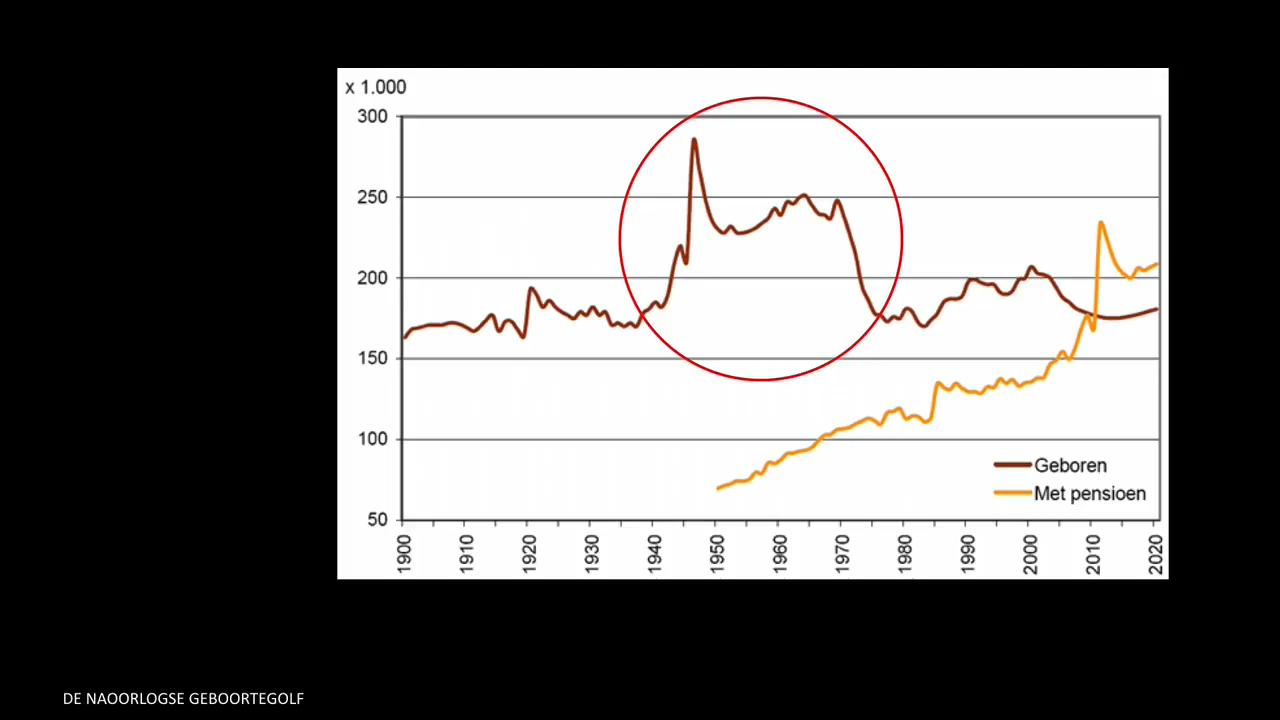 x 1.000
300
250
200
150
100
50
Geboren
Met pensioen
1900 1910 1920 1930 1940 1950 1960 1970 1980 1990 2000 2010 2020
DE NAOORLOGSE GEBOORTEGOLF